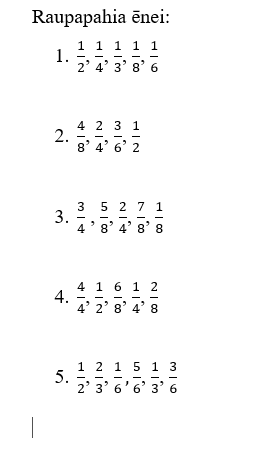 Raupapahia ēnei:
1. 1/2, 1/4, 1/3, 1/8, 1/6
2. 4/8, 2/4, 3/6, 1/2
3. 3/4 , 5/8, 2/4, 7/8, 1/8
4. 4/4, 1/2, 6/8, 1/4, 2/8
5. 1/2, 2/3, 1/6 , 5/6, 1/3, 3/6